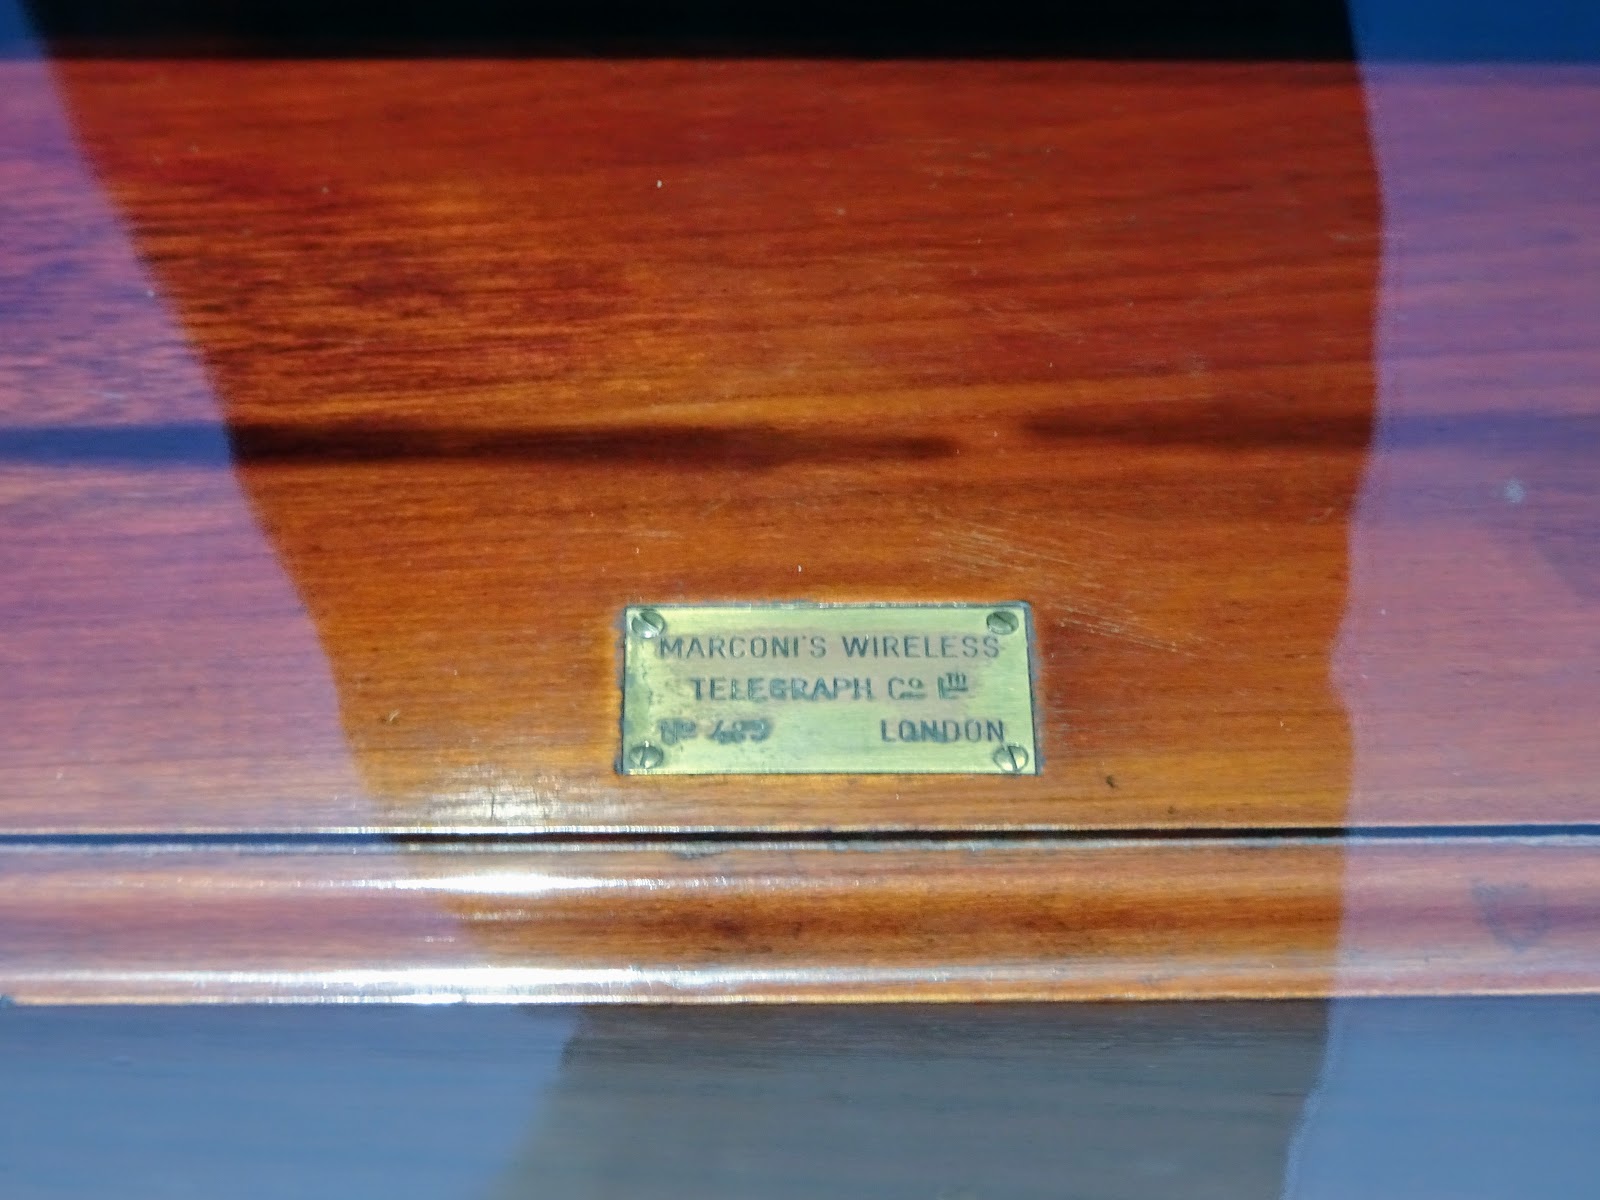 MARCONI'S WIRELESS
TELEGRAPH Cº LTD
Nº LONDON